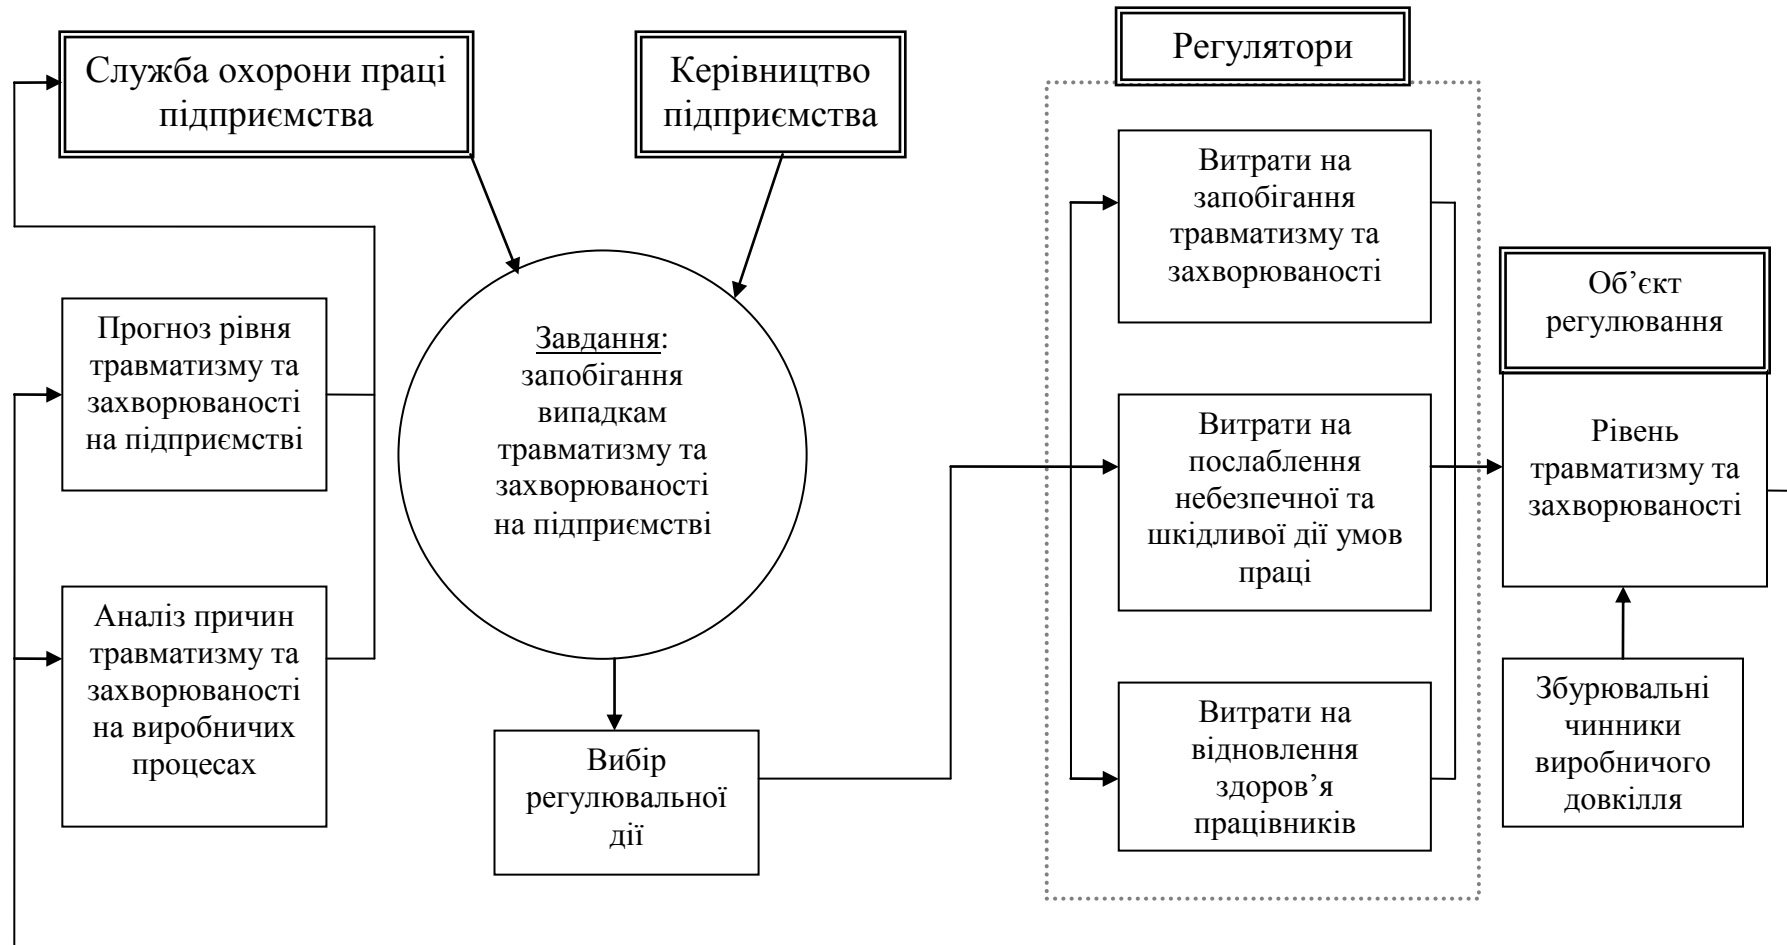 Служба охорони праці
підприємства
Керівництво
підприємства
Регулятори
Витрати на
запобігання
травматизму та
захворюваності
Об’єкт
регулювання
Прогноз рівня
травматизму та
захворюваності
на підприємстві
Завдання:
запобігання
випадкам
травматизму та
захворюваності
на підприємстві
Витрати на
послаблення
небезпечної та
шкідливої дії умов
праці
Рівень
травматизму та
захворюваності
Аналіз причин
травматизму та
захворюваності
на виробничих
процесах
Вибір
регулювальної
дії
Витрати на
відновлення
здоров’я
працівників
Збурювальні
чинники
виробничого
довкілля